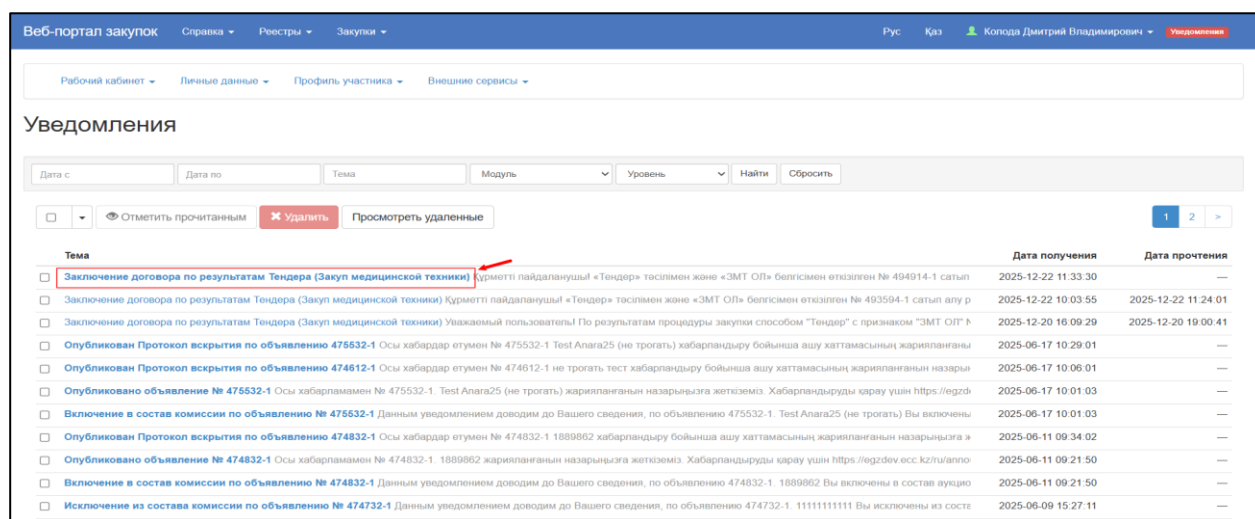 Веб-портал закупок Справка Реестры Закупки Рус Қаз Колода Дмитрий Владимирович Уведомления
Рабочий кабинет Личные данные Профиль участника Внешние сервисы
Уведомления
Дата с Дата по Тема Модуль Уровень Найти Сбросить
Отметить прочитанным Удалить Просмотреть удаленные 1 2 >
Тема Дата получения Дата прочтения
Заключение договора по результатам Тендера (Закуп медицинской техники) Құрметті пайдаланушы! «Тендер» тәсілімен және «ЗМТ ОЛ» белгісімен өткізілген № 494914-1 сатып 2025-12-22 11:33:30 —
Заключение договора по результатам Тендера (Закуп медицинской техники) Құрметті пайдаланушы! «Тендер» тәсілімен және «ЗМТ ОЛ» белгісімен өткізілген № 493594-1 сатып алу р 2025-12-22 10:03:55 2025-12-22 11:24:01
Заключение договора по результатам Тендера (Закуп медицинской техники) Уважаемый пользователь! По результатам процедуры закупки способом "Тендер" с признаком "ЗМТ ОЛ" № 2025-12-20 16:09:29 2025-12-20 19:00:41
Опубликован Протокол вскрытия по объявлению 475532-1 Осы хабардар етумен № 475532-1 Test Anara25 (не трогать) хабарландыру бойынша ашу хаттамасының жарияланғаны 2025-06-17 10:29:01 —
Опубликован Протокол вскрытия по объявлению 474612-1 Осы хабардар етумен № 474612-1 не трогать тест хабарландыру бойынша ашу хаттамасының жарияланғанын назарын 2025-06-17 10:06:01 —
Опубликовано объявление № 475532-1 Осы хабарламамен № 475532-1. Test Anara25 (не трогать) жарияланғанын назарыңызға жеткіземіз. Хабарландыруды қарау үшін https://egzd 2025-06-17 10:01:03 —
Включение в состав комиссии по объявлению № 475532-1 Данным уведомлением доводим до Вашего сведения, по объявлению 475532-1. Test Anara25 (не трогать) Вы включены 2025-06-17 10:01:03 —
Опубликован Протокол вскрытия по объявлению 474832-1 Осы хабардар етумен № 474832-1 1889862 хабарландыру бойынша ашу хаттамасының жарияланғанын назарыңызға ж 2025-06-11 09:34:02 —
Опубликовано объявление № 474832-1 Осы хабарламамен № 474832-1. 1889862 жарияланғанын назарыңызға жеткіземіз. Хабарландыруды қарау үшін https://egzdev.ecc.kz/ru/anno 2025-06-11 09:21:50 —
Включение в состав комиссии по объявлению № 474832-1 Данным уведомлением доводим до Вашего сведения, по объявлению 474832-1. 1889862 Вы включены в состав аукцио 2025-06-11 09:21:50 —
Исключение из состава комиссии по объявлению № 474732-1 Данным уведомлением доводим до Вашего сведения, по объявлению 474732-1. 11111111111 Вы исключены из соста 2025-06-09 15:27:11 —